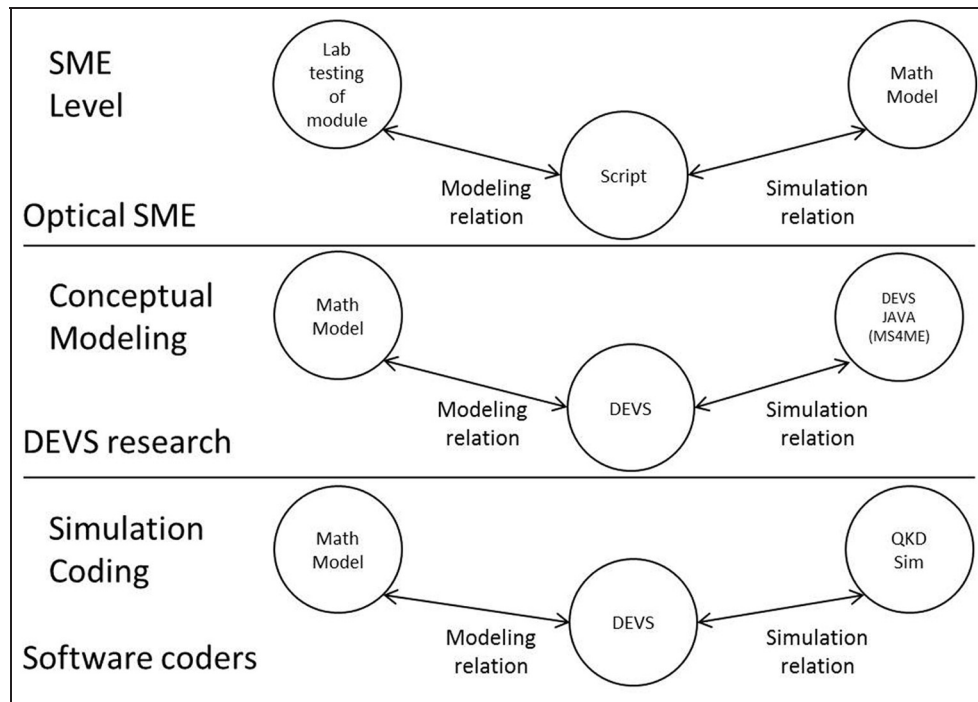 SME
Level
Optical SME
Lab
testing
of
module
Modeling
relation
Script
Simulation
relation
Math
Model
Conceptual
Modeling
DEVS research
Math
Model
Modeling
relation
DEVS
Simulation
relation
DEVS
JAVA
(MS4ME)
Simulation
Coding
Software coders
Math
Model
Modeling
relation
DEVS
Simulation
relation
QKD
Sim